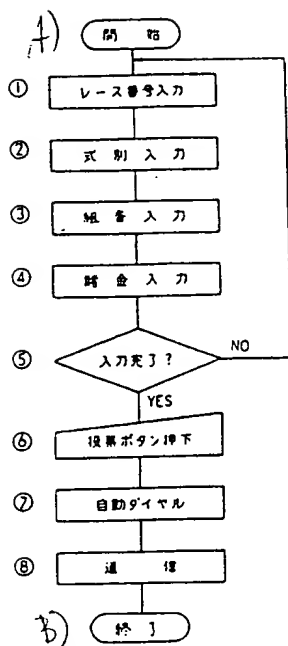 A) 開始
① レース番号入力
② 式別入力
③ 組番入力
④ 賭金入力
⑤ 入力完了? NO
YES
⑥ 投票ボタン押下
⑦ 自動ダイヤル
⑧ 通信
B) 終了